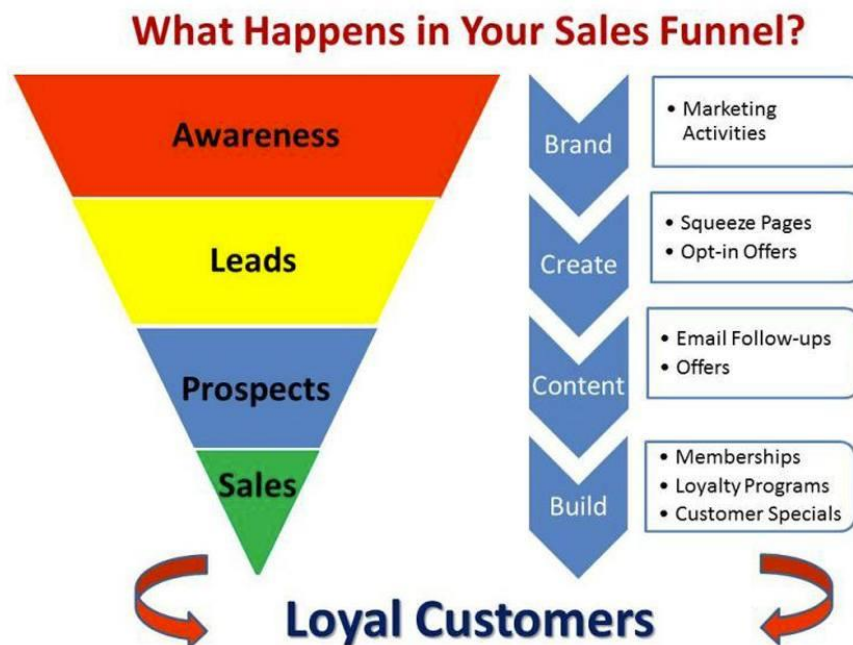 What Happens in Your Sales Funnel?
Awareness
Brand
• Marketing
Activities
Leads
Create
• Squeeze Pages
• Opt-in Offers
Prospects
Content
• Email Follow-ups
• Offers
Sales
Build
• Memberships
• Loyalty Programs
• Customer Specials
Loyal Customers